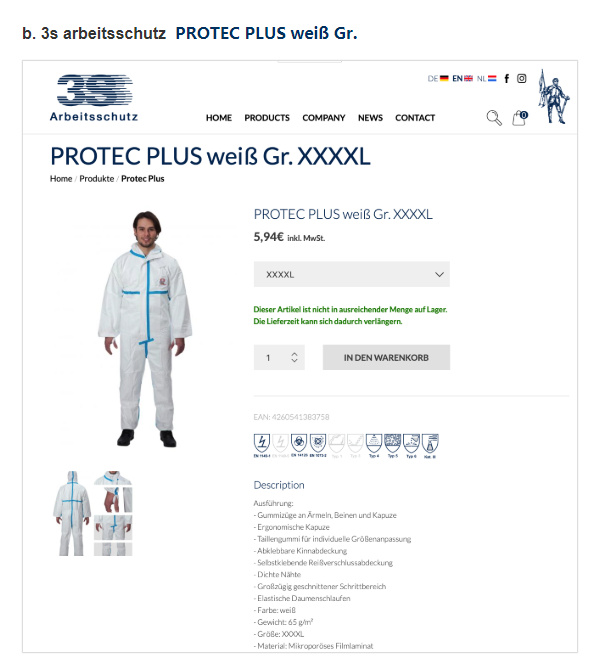 b. 3s arbeitsschutz PROTEC PLUS weiß Gr.
3S
Arbeitsschutz
DE EN NL
HOME PRODUCTS COMPANY NEWS CONTACT
0
PROTEC PLUS weiß Gr. XXXXL
Home / Produkte / Protec Plus
PROTEC PLUS weiß Gr. XXXXL
5,94€ inkl. MwSt.
XXXXL
Dieser Artikel ist nicht in ausreichender Menge auf Lager.
Die Lieferzeit kann sich dadurch verlängern.
1 IN DEN WARENKORB
EAN: 4260541383758
EN 14126 EN 1073-2 Typ 4 Typ 5 Typ 6 Kat. III
Description
Ausführung:
- Gummizüge an Ärmeln, Beinen und Kapuze
- Ergonomische Kapuze
- Taillengummi für individuelle Größenanpassung
- Abklebbare Kinnabdeckung
- Selbstklebende Reißverschlussabdeckung
- Dichte Nähte
- Großzügig geschnittener Schrittbereich
- Elastische Daumenschlaufen
- Farbe: weiß
- Gewicht: 65 g/m²
- Größe: XXXXL
- Material: Mikroporöses Filmlaminat